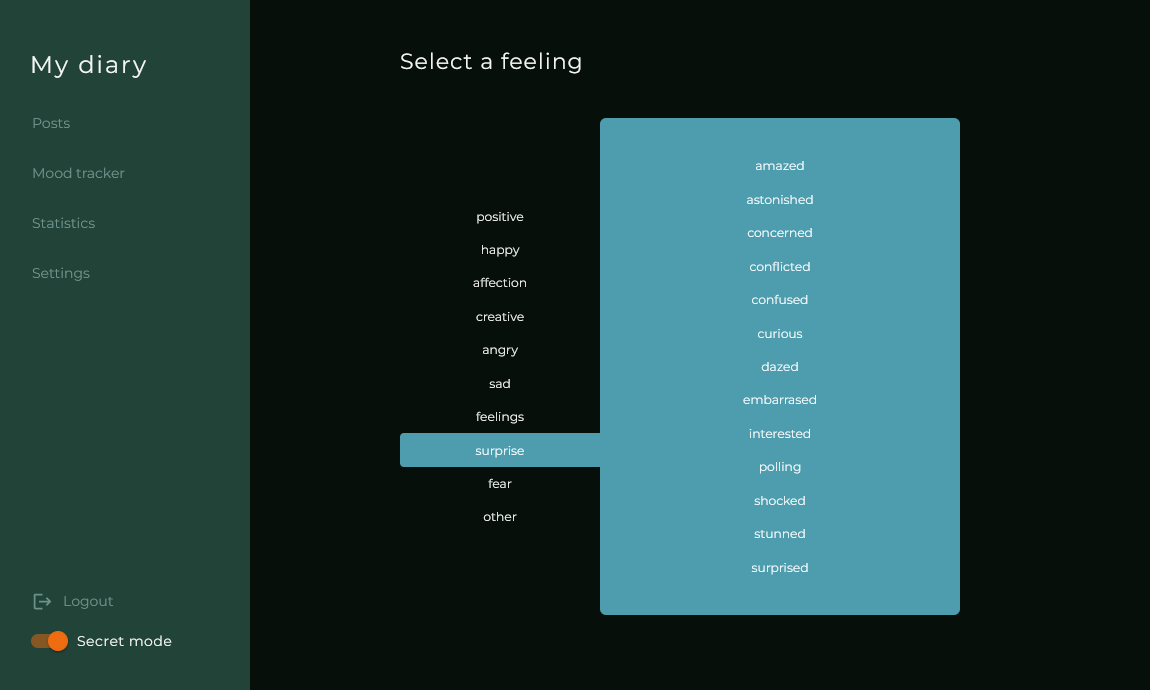 My diary
Posts
Mood tracker
Statistics
Settings
Logout
Secret mode
Select a feeling
positive
happy
affection
creative
angry
sad
feelings
surprise
fear
other
amazed
astonished
concerned
conflicted
confused
curious
dazed
embarrased
interested
polling
shocked
stunned
surprised